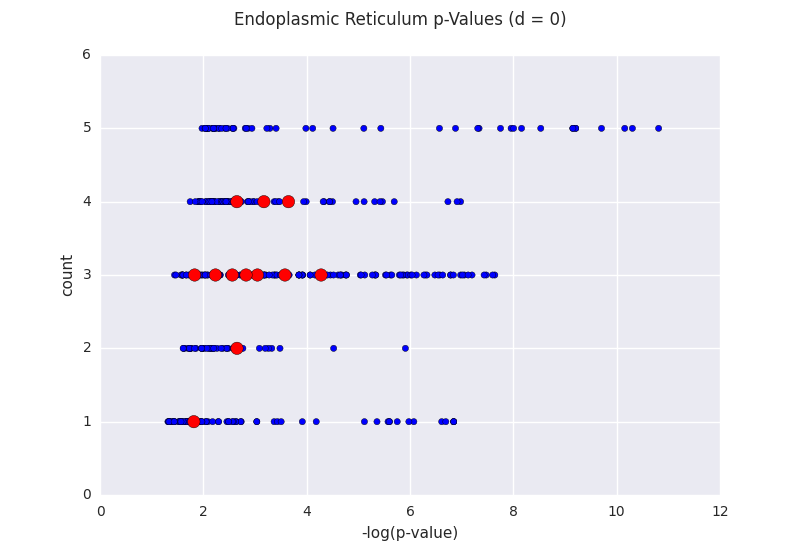 Endoplasmic Reticulum p-Values (d = 0)
6
5
4
3
2
1
0
count
0 2 4 6 8 10 12
-log(p-value)